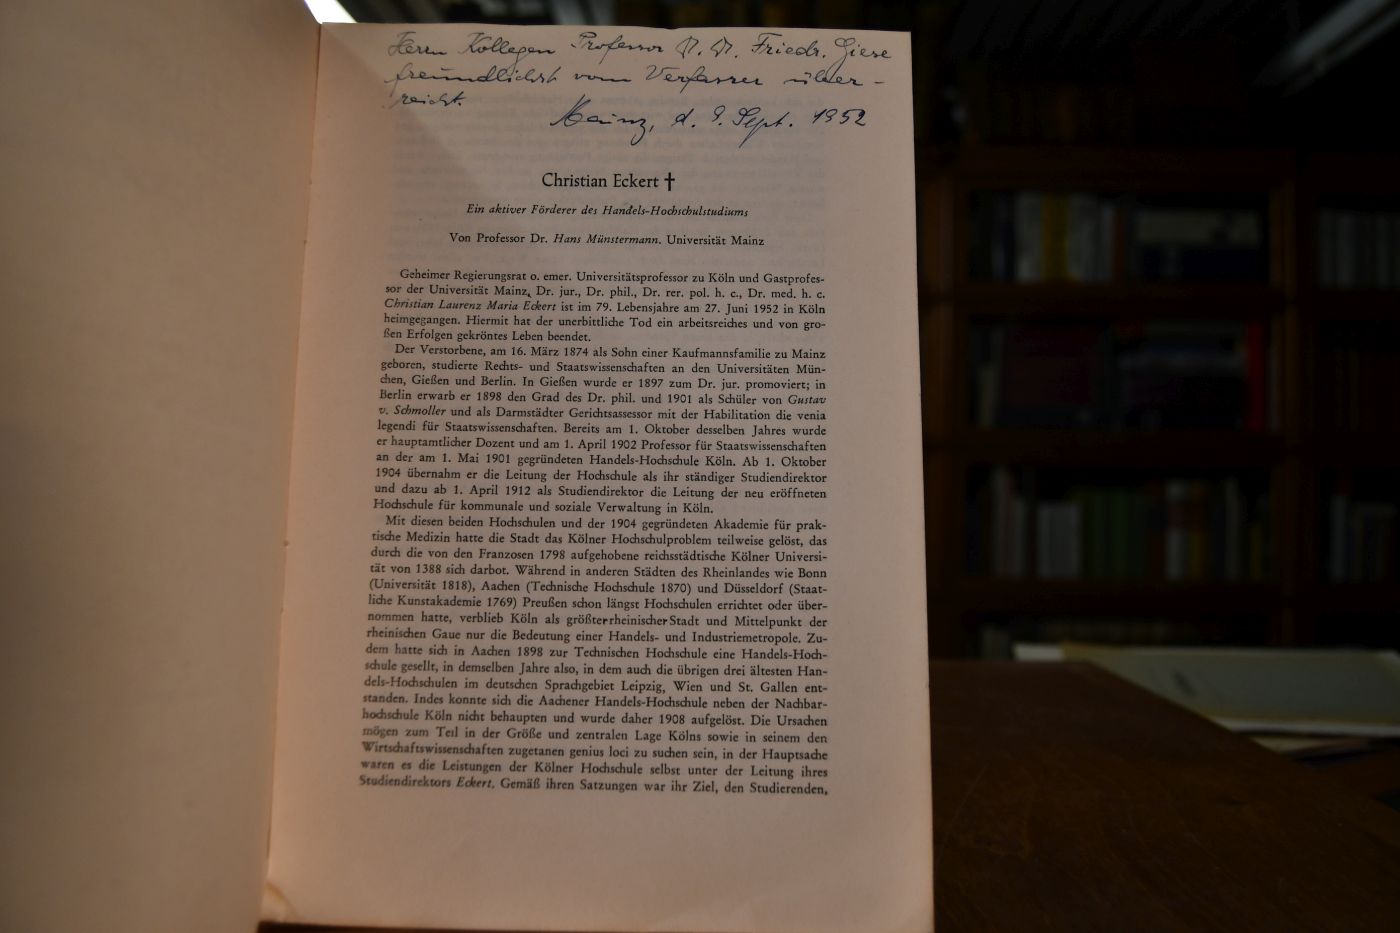 Herrn Kollegen Professor D. Dr. Friedr. Giese
freundlichst vom Verfasser über-
reicht.
Mainz, d. 9. Sept. 1952
Christian Eckert †
Ein aktiver Förderer des Handels-Hochschulstudiums
Von Professor Dr. Hans Münstermann. Universität Mainz
Geheimer Regierungsrat o. emer. Universitätsprofessor zu Köln und Gastprofes-
sor der Universität Mainz, Dr. jur., Dr. phil., Dr. rer. pol. h. c., Dr. med. h. c.
Christian Laurenz Maria Eckert ist im 79. Lebensjahre am 27. Juni 1952 in Köln
heimgegangen. Hiermit hat der unerbittliche Tod ein arbeitsreiches und von gro-
ßen Erfolgen gekröntes Leben beendet.
Der Verstorbene, am 16. März 1874 als Sohn einer Kaufmannsfamilie zu Mainz
geboren, studierte Rechts- und Staatswissenschaften an den Universitäten Mün-
chen, Gießen und Berlin. In Gießen wurde er 1897 zum Dr. jur. promoviert; in
Berlin erwarb er 1898 den Grad des Dr. phil. und 1901 als Schüler von Gustav
v. Schmoller und als Darmstädter Gerichtsassessor mit der Habilitation die venia
legendi für Staatswissenschaften. Bereits am 1. Oktober desselben Jahres wurde
er hauptamtlicher Dozent und am 1. April 1902 Professor für Staatswissenschaften
an der am 1. Mai 1901 gegründeten Handels-Hochschule Köln. Ab 1. Oktober
1904 übernahm er die Leitung der Hochschule als ihr ständiger Studiendirektor
und dazu ab 1. April 1912 als Studiendirektor die Leitung der neu eröffneten
Hochschule für kommunale und soziale Verwaltung in Köln.
Mit diesen beiden Hochschulen und der 1904 gegründeten Akademie für prak-
tische Medizin hatte die Stadt das Kölner Hochschulproblem teilweise gelöst, das
durch die von den Franzosen 1798 aufgehobene reichsstädtische Kölner Universi-
tät von 1388 sich darbot. Während in anderen Städten des Rheinlandes wie Bonn
(Universität 1818), Aachen (Technische Hochschule 1870) und Düsseldorf (Staat-
liche Kunstakademie 1769) Preußen schon längst Hochschulen errichtet oder über-
nommen hatte, verblieb Köln als größter rheinischer Stadt und Mittelpunkt der
rheinischen Gaue nur die Bedeutung einer Handels- und Industriemetropole. Zu-
dem hatte sich in Aachen 1898 zur Technischen Hochschule eine Handels-Hoch-
schule gesellt, in demselben Jahre also, in dem auch die übrigen drei ältesten Han-
dels-Hochschulen im deutschen Sprachgebiet Leipzig, Wien und St. Gallen ent-
standen. Indes konnte sich die Aachener Handels-Hochschule neben der Nachbar-
hochschule Köln nicht behaupten und wurde daher 1908 aufgelöst. Die Ursachen
mögen zum Teil in der Größe und zentralen Lage Kölns sowie in seinem den
Wirtschaftswissenschaften zugetanen genius loci zu suchen sein, in der Hauptsache
waren es die Leistungen der Kölner Hochschule selbst unter der Leitung ihres
Studiendirektors Eckert. Gemäß ihren Satzungen war ihr Ziel, den Studierenden,